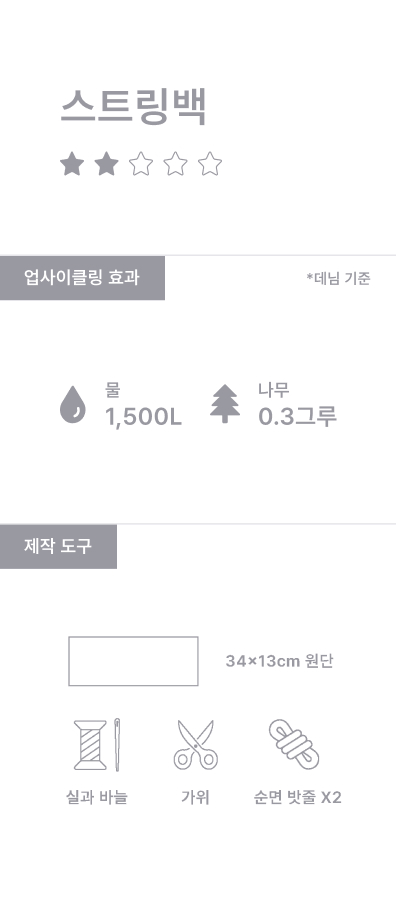 스트링백
업사이클링 효과
*데님 기준
물
1,500L
나무
0.3그루
제작 도구
34×13cm 원단
실과 바늘
가위
순면 밧줄 X2